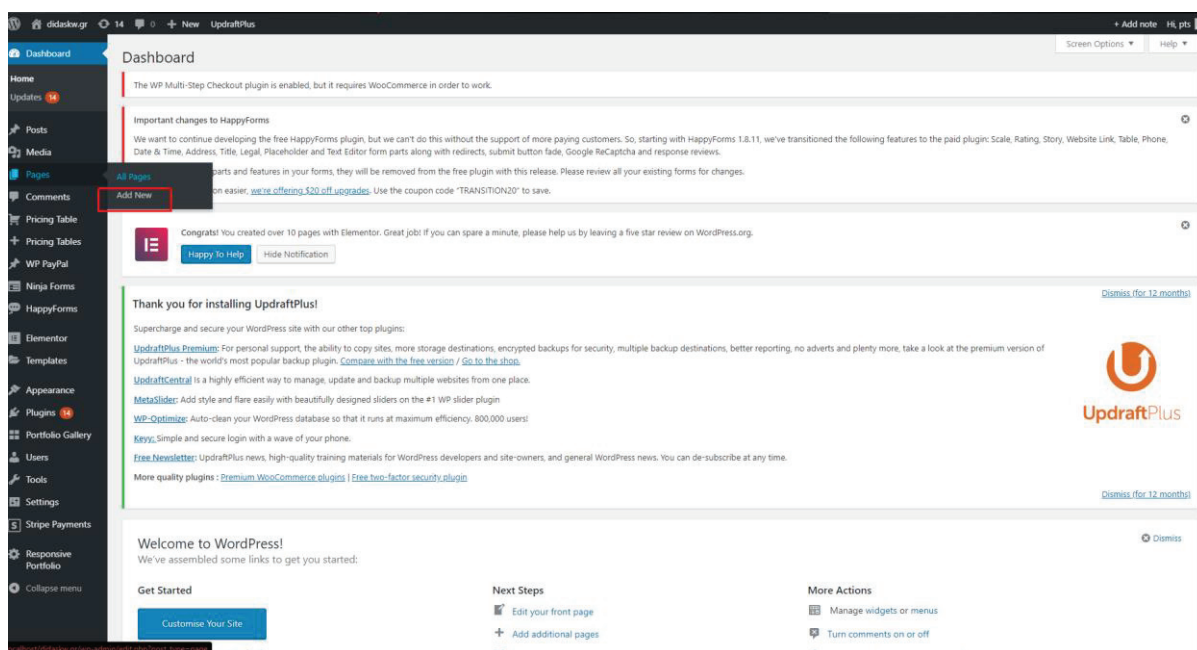 didaskw.gr 14 0 + New UpdraftPlus + Add note Hi, pts
Screen Options ▼ Help ▼
Dashboard
Home
Updates 14
Posts
Media
Pages
Comments
Pricing Table
Pricing Tables
WP PayPal
Ninja Forms
HappyForms
Elementor
Templates
Appearance
Plugins 14
Portfolio Gallery
Users
Tools
Settings
Stripe Payments
Responsive
Portfolio
Collapse menu
All Pages
Add New
Dashboard
The WP Multi-Step Checkout plugin is enabled, but it requires WooCommerce in order to work.
Important changes to HappyForms
We want to continue developing the free HappyForms plugin, but we can't do this without the support of more paying customers. So, starting with HappyForms 1.8.11, we've transitioned the following features to the paid plugin: Scale, Rating, Story, Website Link, Table, Phone,
Date & Time, Address, Title, Legal, Placeholder and Text Editor form parts along with redirects, submit button fade, Google ReCaptcha and response reviews.
parts and features in your forms, they will be removed from the free plugin with this release. Please review all your existing forms for changes.
on easier, we're offering $20 off upgrades. Use the coupon code "TRANSITION20" to save.
Congrats! You created over 10 pages with Elementor. Great job! If you can spare a minute, please help us by leaving a five star review on WordPress.org.
Happy To Help Hide Notification
Dismiss (for 12 months)
Thank you for installing UpdraftPlus!
Supercharge and secure your WordPress site with our other top plugins:
UpdraftPlus Premium: For personal support, the ability to copy sites, more storage destinations, encrypted backups for security, multiple backup destinations, better reporting, no adverts and plenty more, take a look at the premium version of
UpdraftPlus - the world's most popular backup plugin. Compare with the free version / Go to the shop.
UpdraftCentral Is a highly efficient way to manage, update and backup multiple websites from one place.
MetaSlider: Add style and flare easily with beautifully designed sliders on the #1 WP slider plugin
WP-Optimize: Auto-clean your WordPress database so that it runs at maximum efficiency. 800,000 users!
Keyy: Simple and secure login with a wave of your phone.
Free Newsletter: UpdraftPlus news, high-quality training materials for WordPress developers and site-owners, and general WordPress news. You can de-subscribe at any time.
More quality plugins : Premium WooCommerce plugins | Free two-factor security plugin
UpdraftPlus
Dismiss (for 12 months)
Welcome to WordPress!
Dismiss
We've assembled some links to get you started:
Get Started
Customise Your Site
Next Steps
Edit your front page
Add additional pages
More Actions
Manage widgets or menus
Turn comments on or off